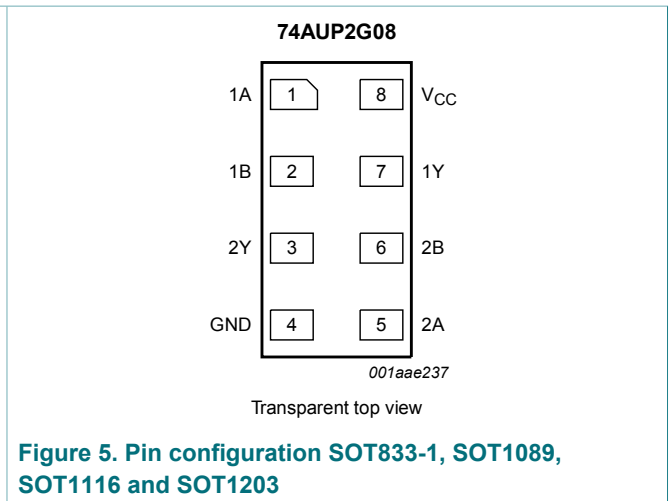 74AUP2G08
1A 1 8 VCC
1B 2 7 1Y
2Y 3 6 2B
GND 4 5 2A
001aae237
Transparent top view
Figure 5. Pin configuration SOT833-1, SOT1089,
SOT1116 and SOT1203